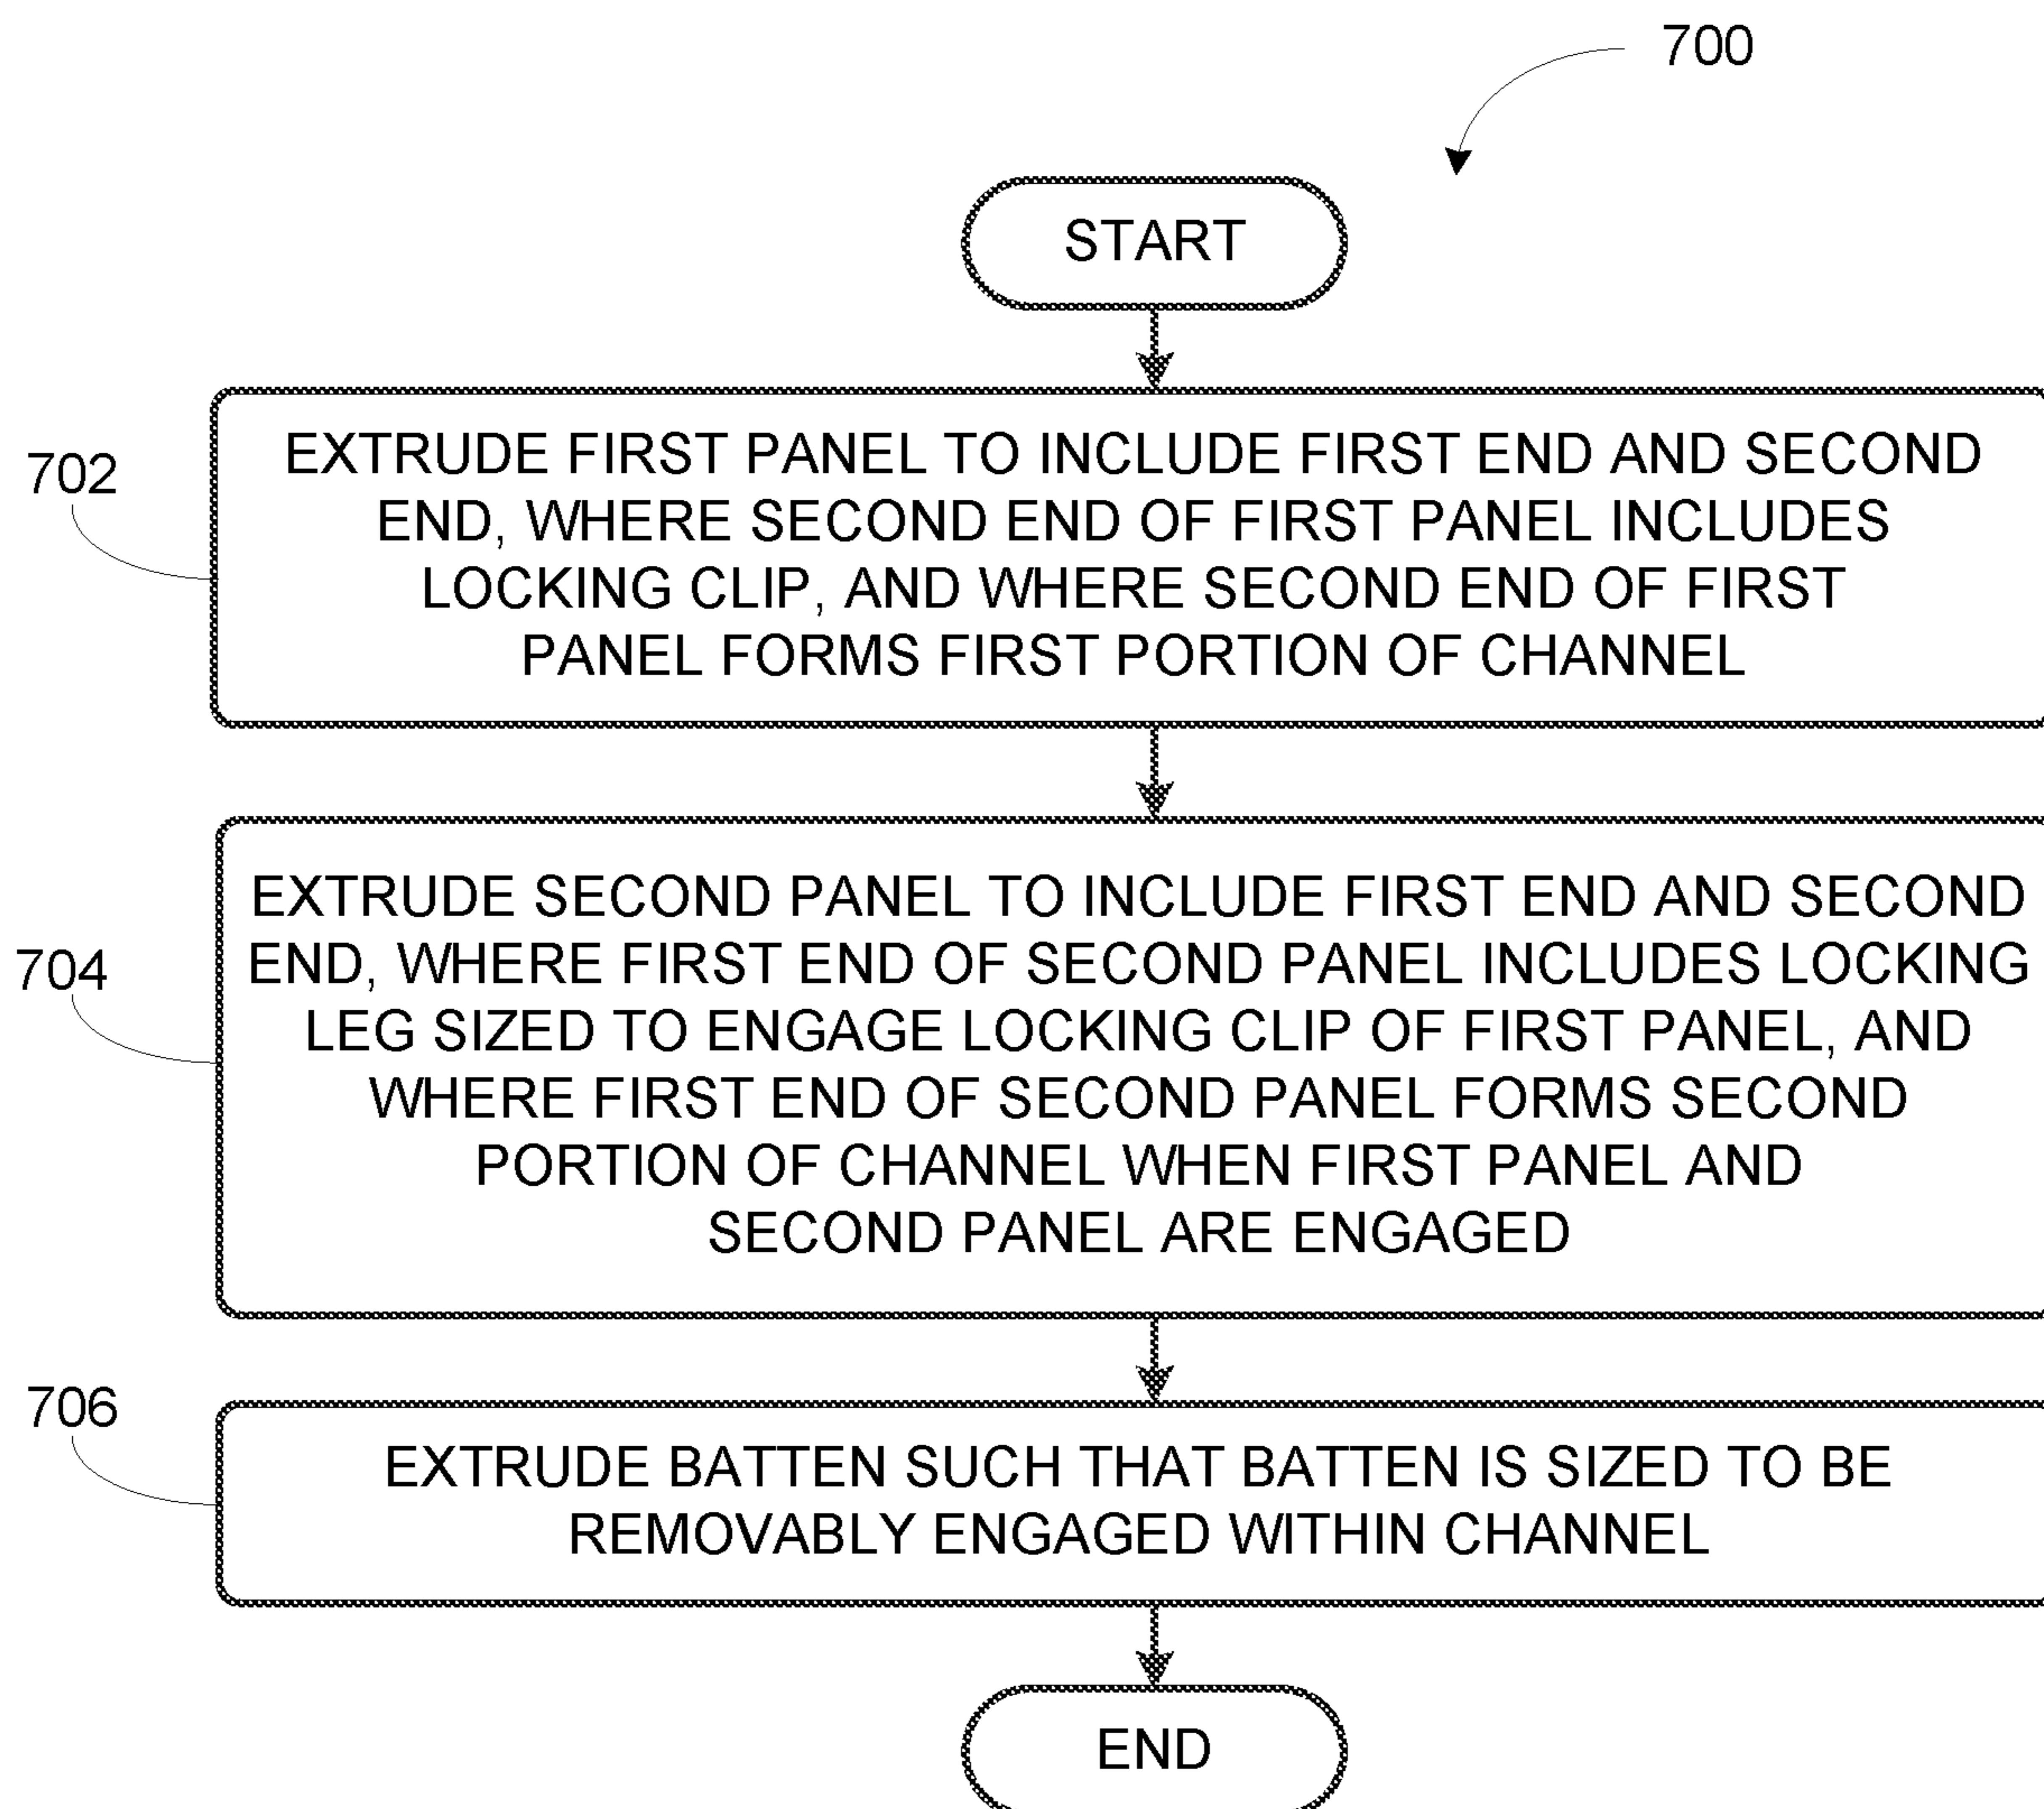 700
START
702
EXTRUDE FIRST PANEL TO INCLUDE FIRST END AND SECOND
END, WHERE SECOND END OF FIRST PANEL INCLUDES
LOCKING CLIP, AND WHERE SECOND END OF FIRST
PANEL FORMS FIRST PORTION OF CHANNEL
704
EXTRUDE SECOND PANEL TO INCLUDE FIRST END AND SECOND
END, WHERE FIRST END OF SECOND PANEL INCLUDES LOCKING
LEG SIZED TO ENGAGE LOCKING CLIP OF FIRST PANEL, AND
WHERE FIRST END OF SECOND PANEL FORMS SECOND
PORTION OF CHANNEL WHEN FIRST PANEL AND
SECOND PANEL ARE ENGAGED
706
EXTRUDE BATTEN SUCH THAT BATTEN IS SIZED TO BE
REMOVABLY ENGAGED WITHIN CHANNEL
END